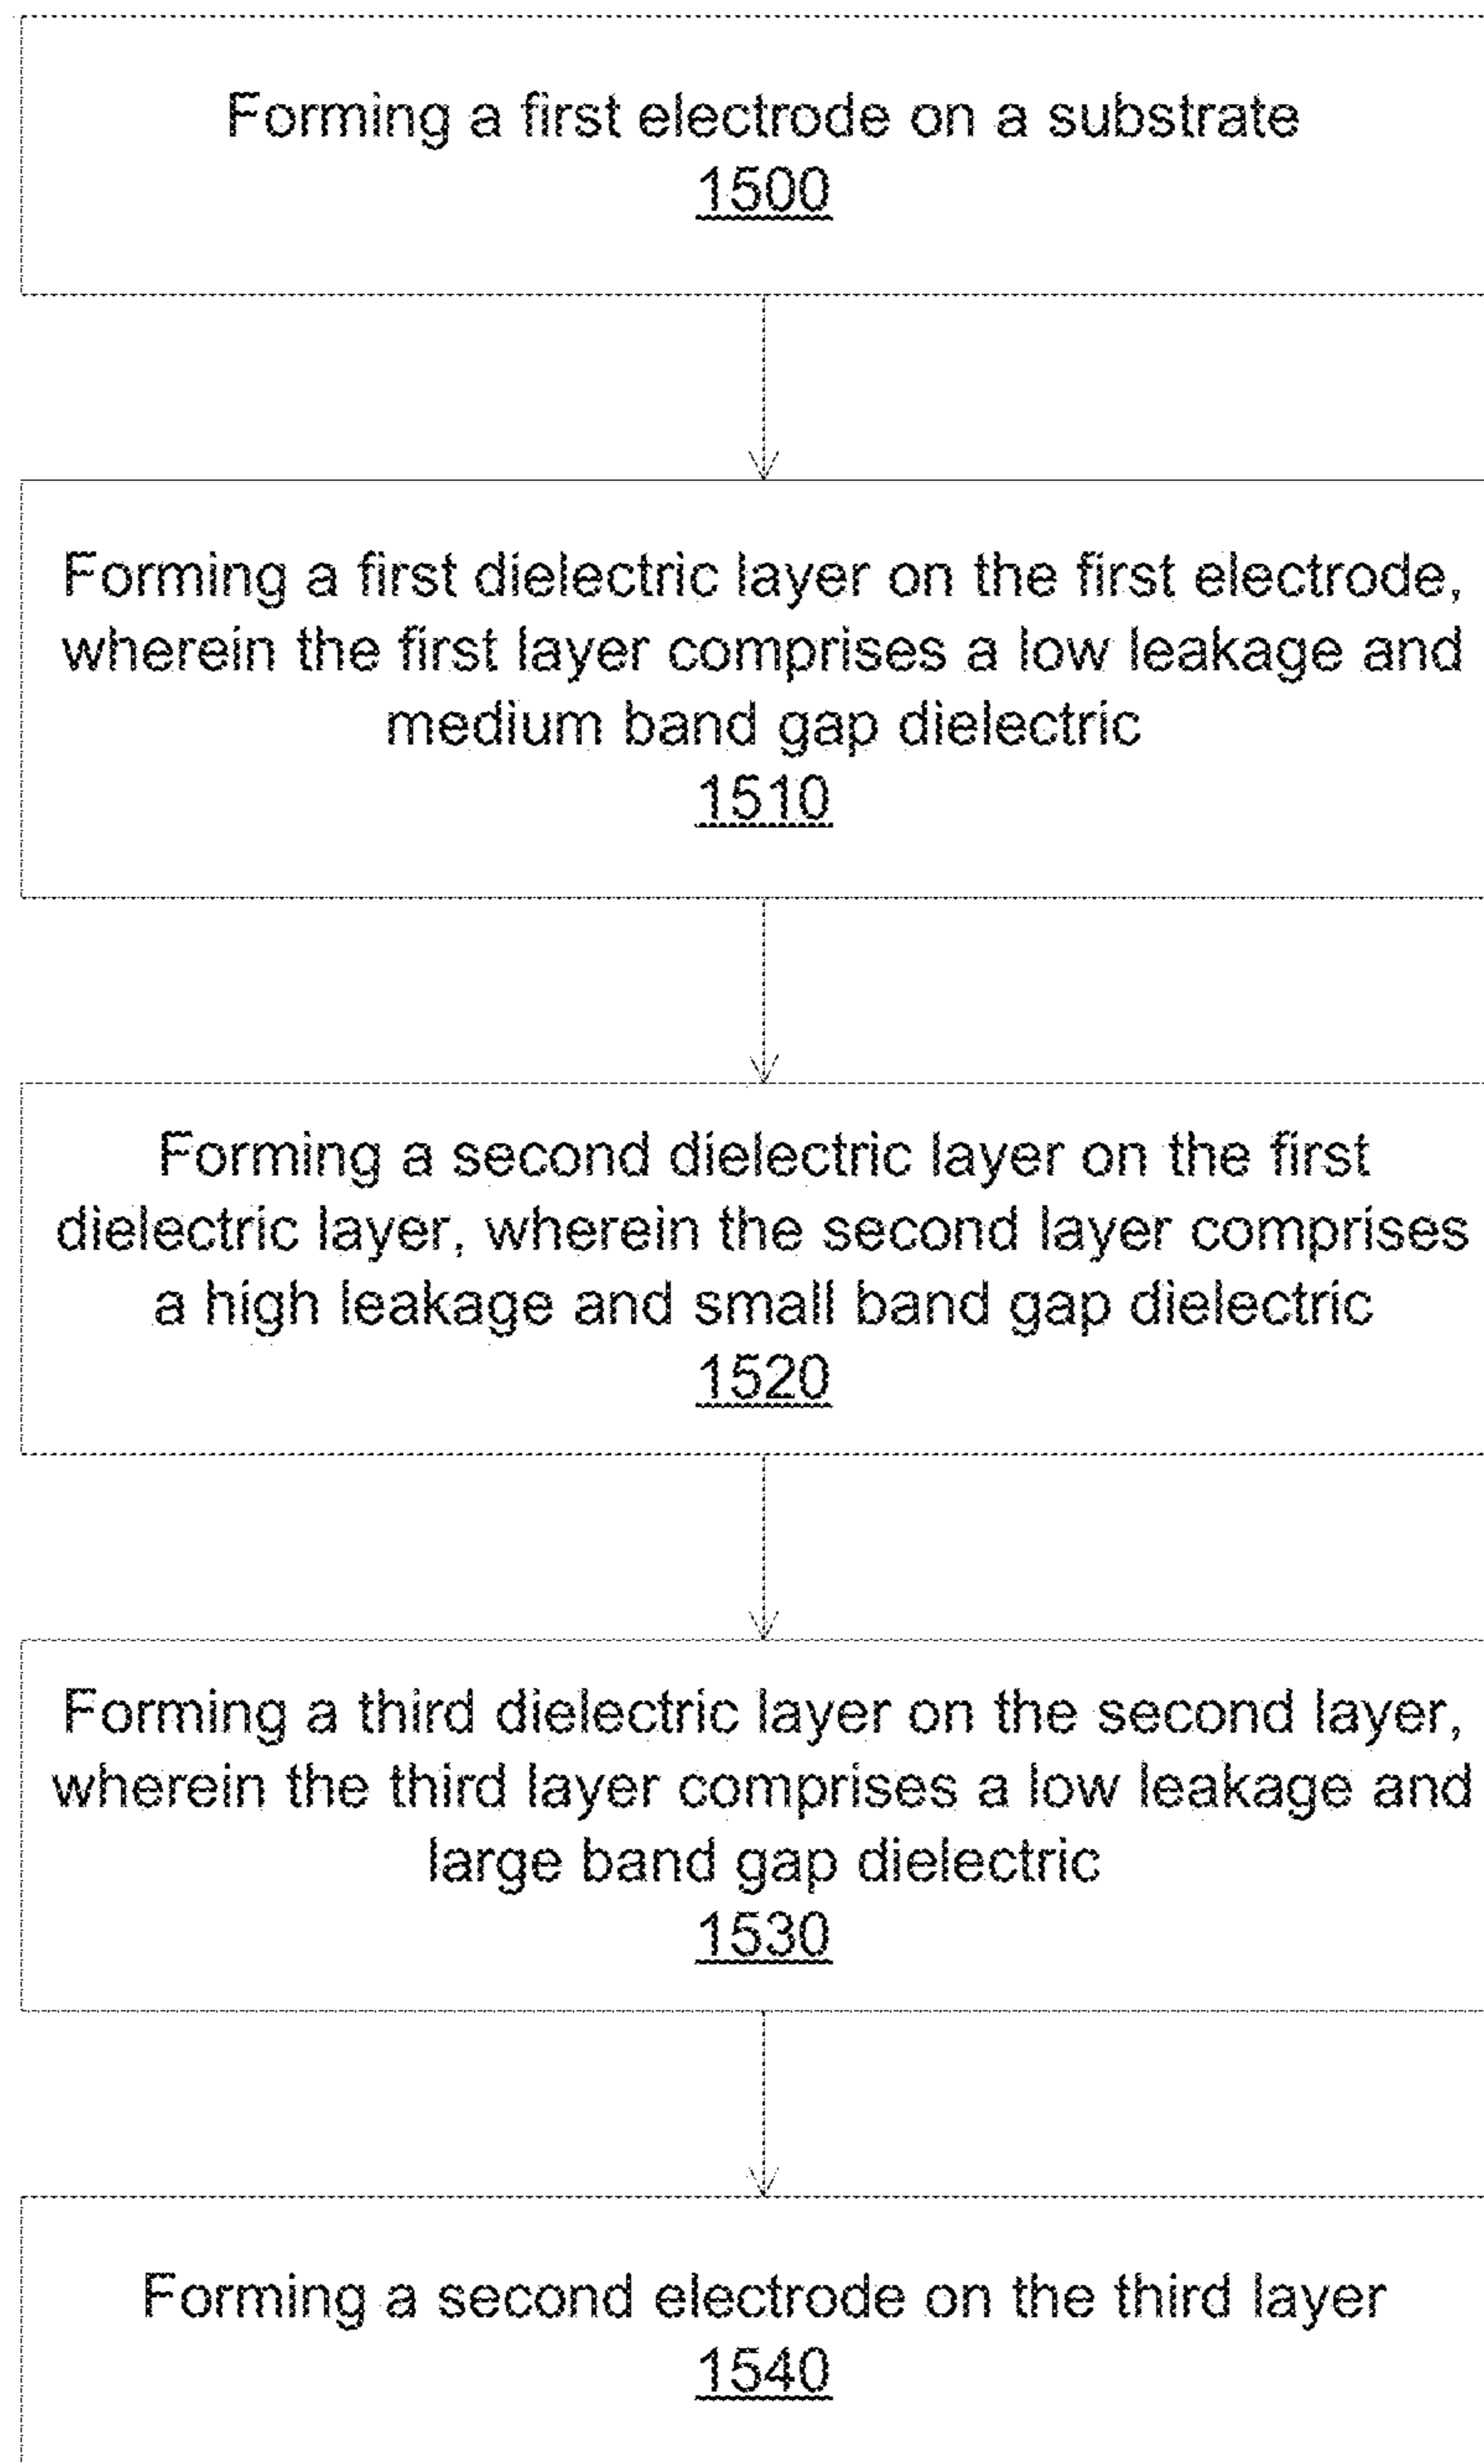 Forming a first electrode on a substrate
1500
Forming a first dielectric layer on the first electrode,
wherein the first layer comprises a low leakage and
medium band gap dielectric
1510
Forming a second dielectric layer on the first
dielectric layer, wherein the second layer comprises
a high leakage and small band gap dielectric
1520
Forming a third dielectric layer on the second layer,
wherein the third layer comprises a low leakage and
large band gap dielectric
1530
Forming a second electrode on the third layer
1540